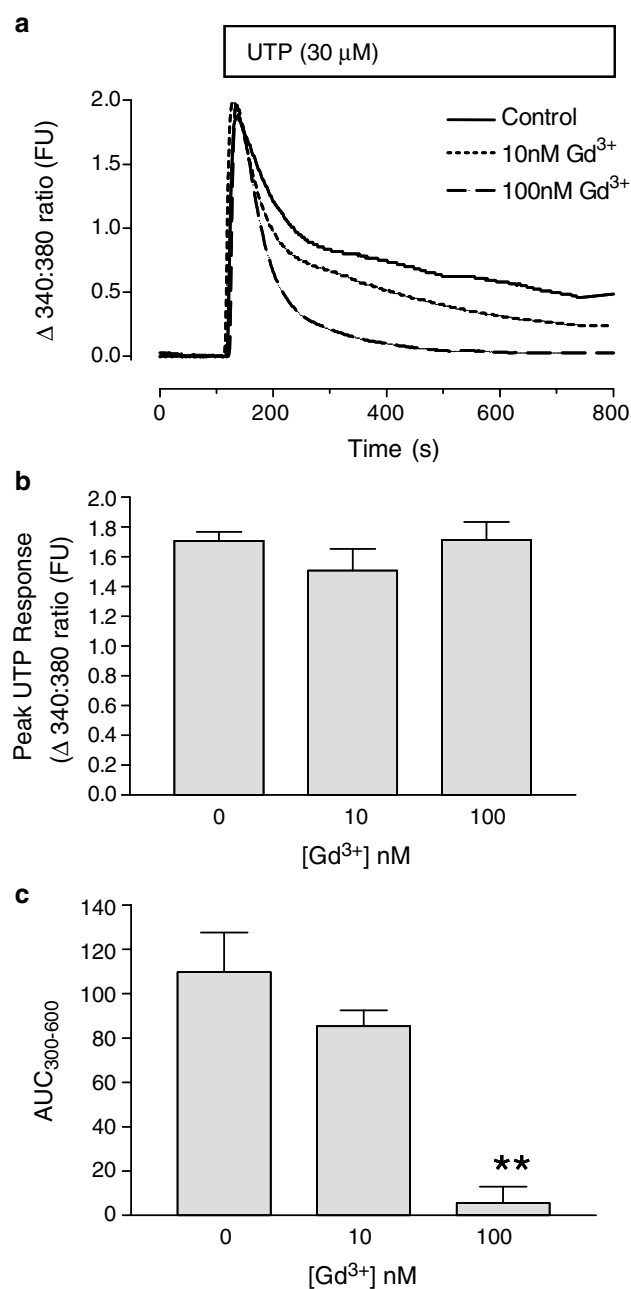 a
UTP (30 μM)
Δ 340:380 ratio (FU)
2.0
1.5
1.0
0.5
0.0
Control
10nM Gd³⁺
100nM Gd³⁺
0 200 400 600 800
Time (s)
b
Peak UTP Response
(Δ 340:380 ratio (FU)
2.0
1.8
1.6
1.4
1.2
1.0
0.8
0.6
0.4
0.2
0.0
0 10 100
[Gd³⁺] nM
c
AUC₃₀₀₋₆₀₀
140
120
100
80
60
40
20
0
**
0 10 100
[Gd³⁺] nM